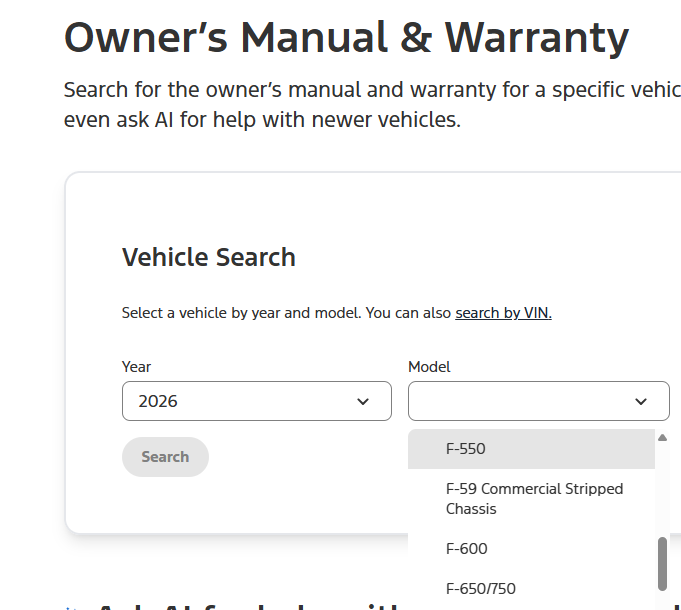 Owner’s Manual & Warranty
Search for the owner’s manual and warranty for a specific
even ask AI for help with newer vehicles.
Vehicle Search
Select a vehicle by year and model. You can also search by VIN.
Year
Model
2026
Search
F-550
F-59 Commercial Stripped
Chassis
F-600
F-650/750